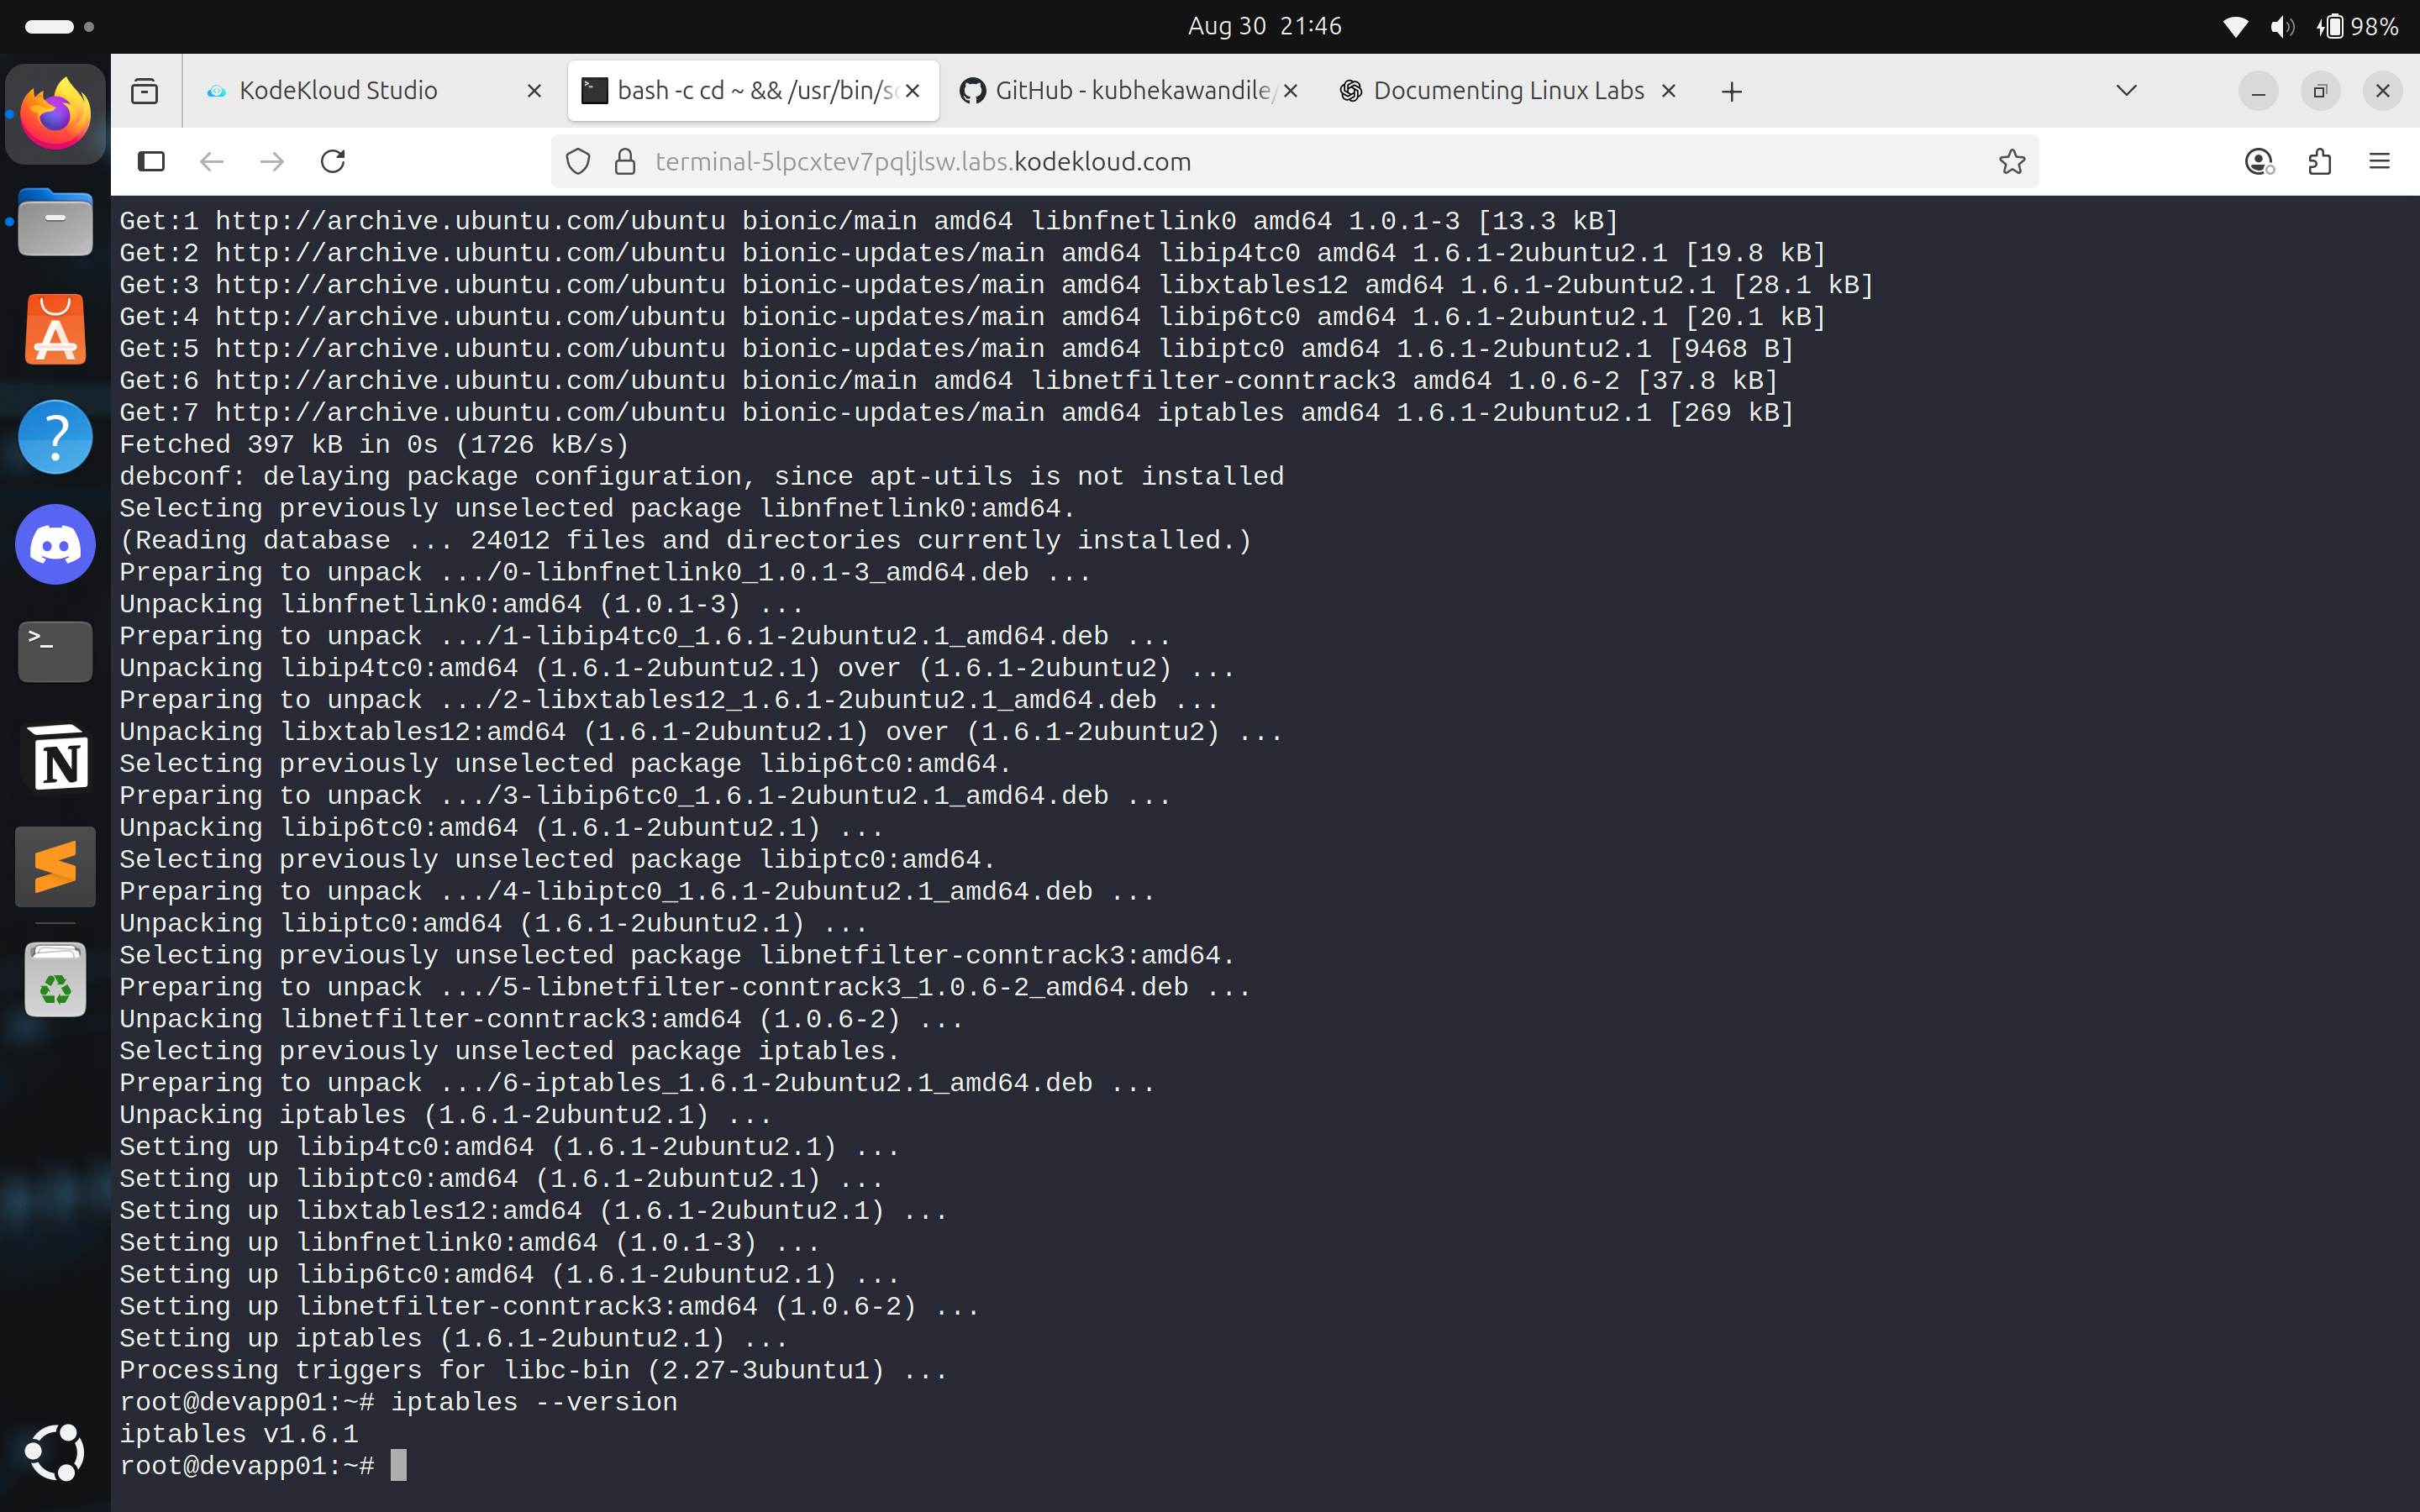 Aug 30 21:46
98%
KodeKloud Studio
bash -c cd ~ && /usr/bin/sc
GitHub - kubhekawandile/
Documenting Linux Labs
terminal-5lpcxtev7pqljlsw.labs.kodekloud.com
Get:1 http://archive.ubuntu.com/ubuntu bionic/main amd64 libnfnetlink0 amd64 1.0.1-3 [13.3 kB]
Get:2 http://archive.ubuntu.com/ubuntu bionic-updates/main amd64 libip4tc0 amd64 1.6.1-2ubuntu2.1 [19.8 kB]
Get:3 http://archive.ubuntu.com/ubuntu bionic-updates/main amd64 libxtables12 amd64 1.6.1-2ubuntu2.1 [28.1 kB]
Get:4 http://archive.ubuntu.com/ubuntu bionic-updates/main amd64 libip6tc0 amd64 1.6.1-2ubuntu2.1 [20.1 kB]
Get:5 http://archive.ubuntu.com/ubuntu bionic-updates/main amd64 libiptc0 amd64 1.6.1-2ubuntu2.1 [9468 B]
Get:6 http://archive.ubuntu.com/ubuntu bionic/main amd64 libnetfilter-conntrack3 amd64 1.0.6-2 [37.8 kB]
Get:7 http://archive.ubuntu.com/ubuntu bionic-updates/main amd64 iptables amd64 1.6.1-2ubuntu2.1 [269 kB]
Fetched 397 kB in 0s (1726 kB/s)
debconf: delaying package configuration, since apt-utils is not installed
Selecting previously unselected package libnfnetlink0:amd64.
(Reading database ... 24012 files and directories currently installed.)
Preparing to unpack .../0-libnfnetlink0_1.0.1-3_amd64.deb ...
Unpacking libnfnetlink0:amd64 (1.0.1-3) ...
Preparing to unpack .../1-libip4tc0_1.6.1-2ubuntu2.1_amd64.deb ...
Unpacking libip4tc0:amd64 (1.6.1-2ubuntu2.1) over (1.6.1-2ubuntu2) ...
Preparing to unpack .../2-libxtables12_1.6.1-2ubuntu2.1_amd64.deb ...
Unpacking libxtables12:amd64 (1.6.1-2ubuntu2.1) over (1.6.1-2ubuntu2) ...
Selecting previously unselected package libip6tc0:amd64.
Preparing to unpack .../3-libip6tc0_1.6.1-2ubuntu2.1_amd64.deb ...
Unpacking libip6tc0:amd64 (1.6.1-2ubuntu2.1) ...
Selecting previously unselected package libiptc0:amd64.
Preparing to unpack .../4-libiptc0_1.6.1-2ubuntu2.1_amd64.deb ...
Unpacking libiptc0:amd64 (1.6.1-2ubuntu2.1) ...
Selecting previously unselected package libnetfilter-conntrack3:amd64.
Preparing to unpack .../5-libnetfilter-conntrack3_1.0.6-2_amd64.deb ...
Unpacking libnetfilter-conntrack3:amd64 (1.0.6-2) ...
Selecting previously unselected package iptables.
Preparing to unpack .../6-iptables_1.6.1-2ubuntu2.1_amd64.deb ...
Unpacking iptables (1.6.1-2ubuntu2.1) ...
Setting up libip4tc0:amd64 (1.6.1-2ubuntu2.1) ...
Setting up libiptc0:amd64 (1.6.1-2ubuntu2.1) ...
Setting up libxtables12:amd64 (1.6.1-2ubuntu2.1) ...
Setting up libnfnetlink0:amd64 (1.0.1-3) ...
Setting up libip6tc0:amd64 (1.6.1-2ubuntu2.1) ...
Setting up libnetfilter-conntrack3:amd64 (1.0.6-2) ...
Setting up iptables (1.6.1-2ubuntu2.1) ...
Processing triggers for libc-bin (2.27-3ubuntu1) ...
root@devapp01:~# iptables --version
iptables v1.6.1
root@devapp01:~#